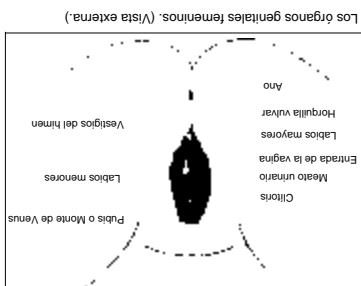 Pubis o Monte de Venus
Clítoris
Meato urinario
Labios menores
Entrada de la vagina
Labios mayores
Vestigios del himen
Horquilla vulvar
Ano
Los órganos genitales femeninos. (Vista externa.)